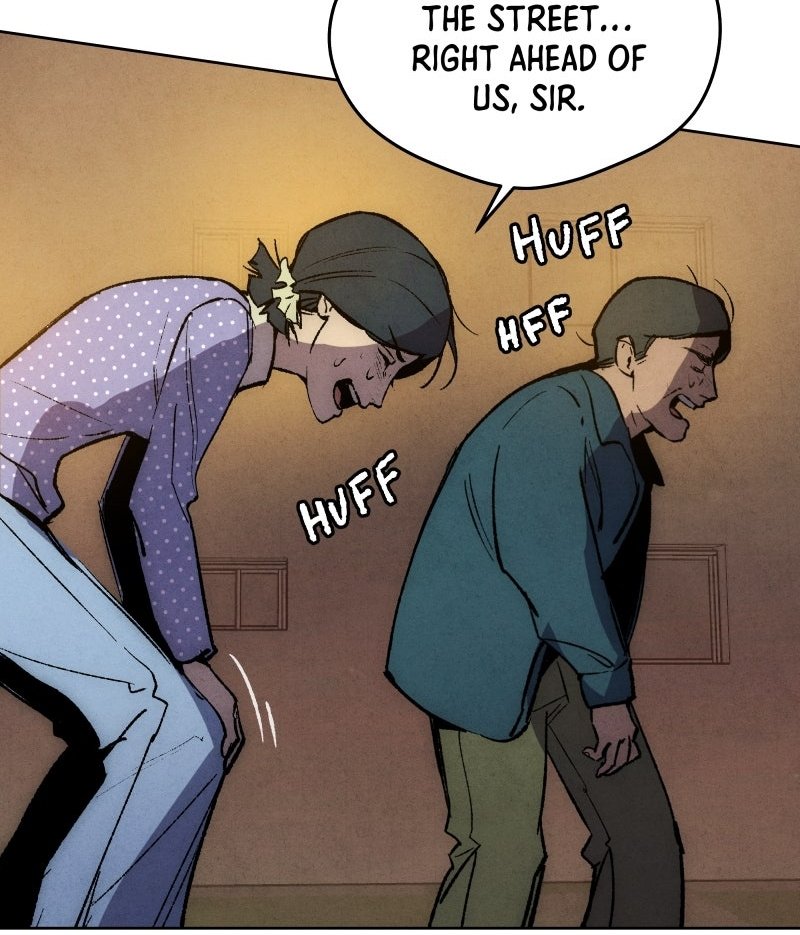 THE STREET...
RIGHT AHEAD OF
US, SIR.
HUFF
HFF
HUFF